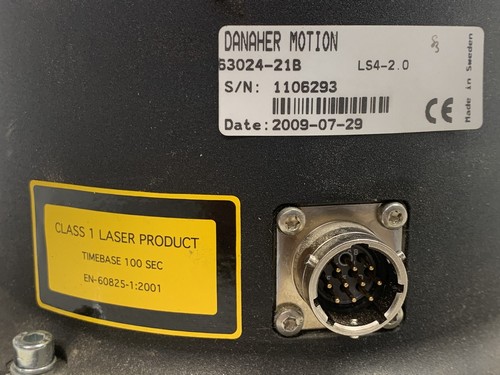 DANAHER MOTION
63024-21B LS4-2.0
S/N: 1106293
Date: 2009-07-29
Made in Sweden
CE
CLASS 1 LASER PRODUCT
TIMEBASE 100 SEC
EN-60825-1:2001